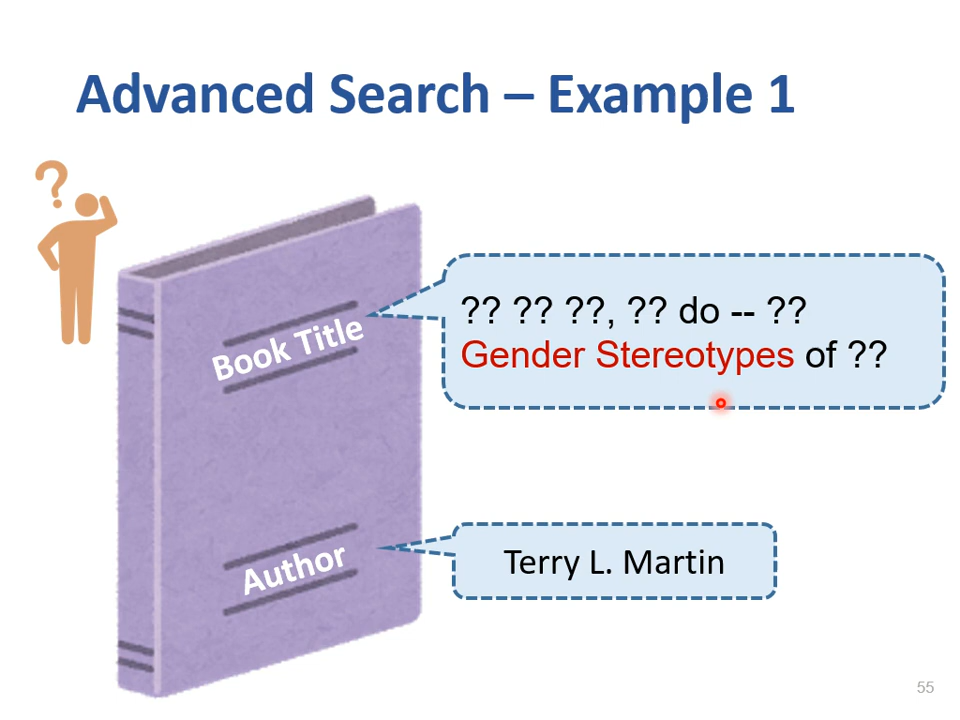 Advanced Search – Example 1
?
Book Title
?? ?? ??, ?? do -- ??
Gender Stereotypes of ??
Author
Terry L. Martin
55